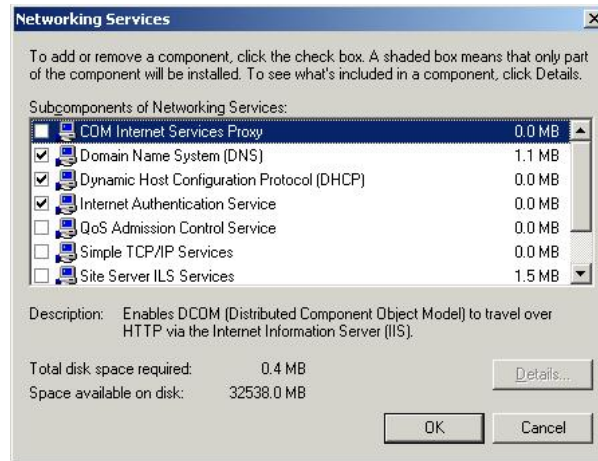 Networking Services
To add or remove a component, click the check box. A shaded box means that only part
of the component will be installed. To see what's included in a component, click Details.
Subcomponents of Networking Services:
COM Internet Services Proxy 0.0 MB
Domain Name System (DNS) 1.1 MB
Dynamic Host Configuration Protocol (DHCP) 0.0 MB
Internet Authentication Service 0.0 MB
QoS Admission Control Service 0.0 MB
Simple TCP/IP Services 0.0 MB
Site Server ILS Services 1.5 MB
Description: Enables DCOM (Distributed Component Object Model) to travel over
HTTP via the Internet Information Server (IIS).
Total disk space required: 0.4 MB
Details...
Space available on disk: 32538.0 MB
OK Cancel